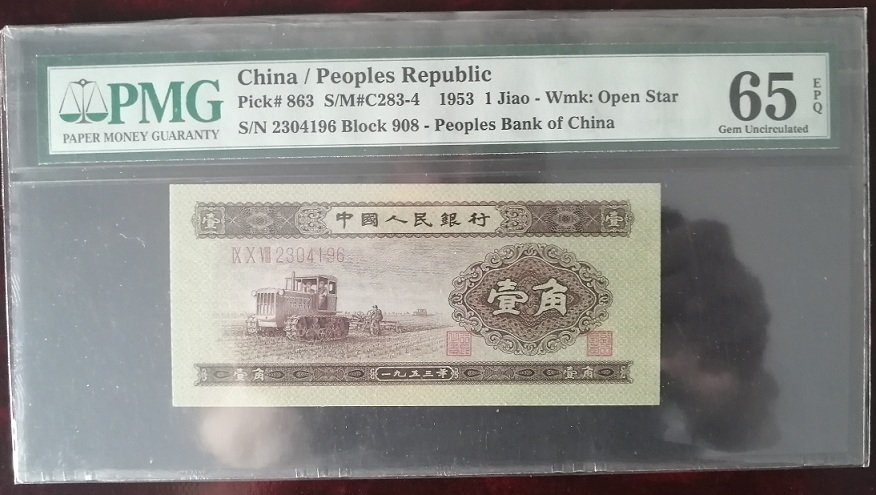 PMG
PAPER MONEY GUARANTY
China / Peoples Republic
Pick# 863 S/M#C283-4 1953 1 Jiao - Wmk: Open Star
S/N 2304196 Block 908 - Peoples Bank of China
65 EPQ
Gem Uncirculated
壹 中國人民銀行 壹
IX X VIII 2304196
壹角
壹角 一九五三年 壹角